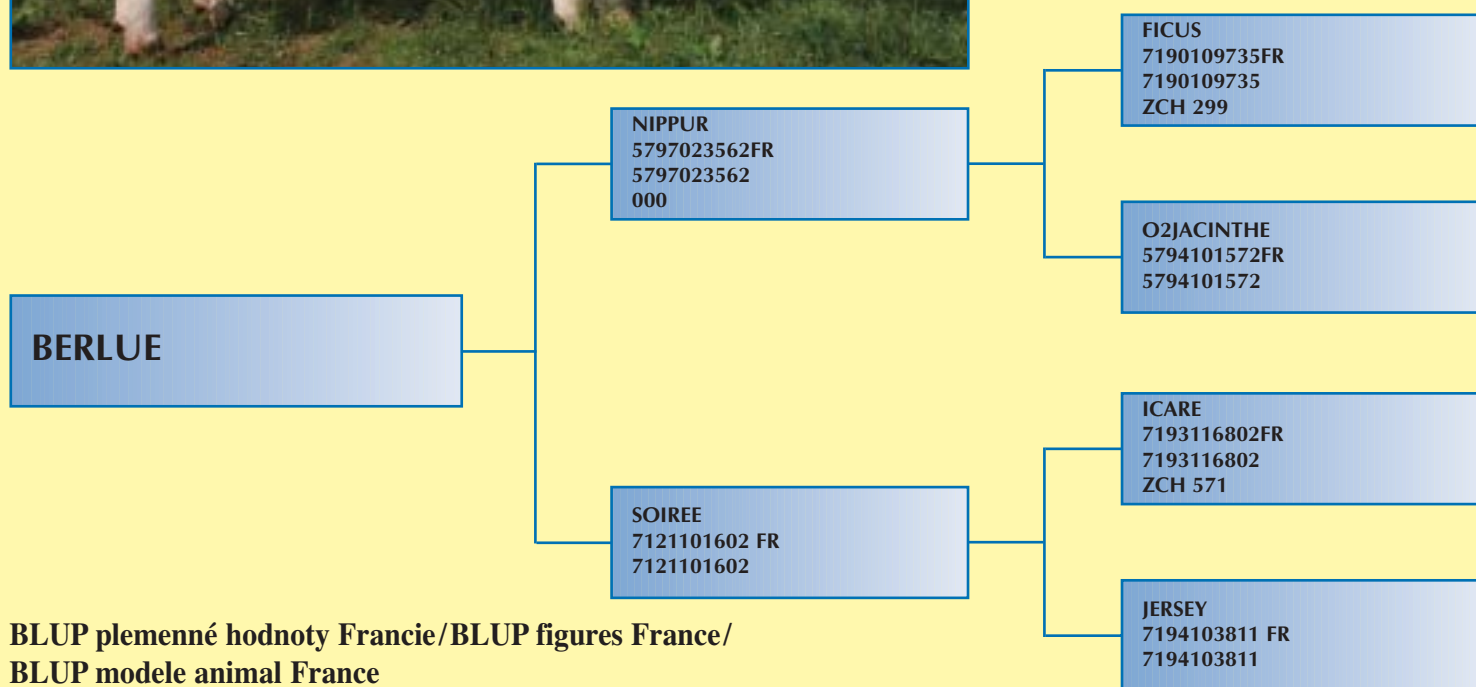 FICUS
7190109735FR
7190109735
ZCH 299
NIPPUR
5797023562FR
5797023562
000
O2JACINTHE
5794101572FR
5794101572
BERLUE
ICARE
7193116802FR
7193116802
ZCH 571
SOIREE
7121101602 FR
7121101602
JERSEY
7194103811 FR
7194103811
BLUP plemenné hodnoty Francie/BLUP figures France/
BLUP modele animal France